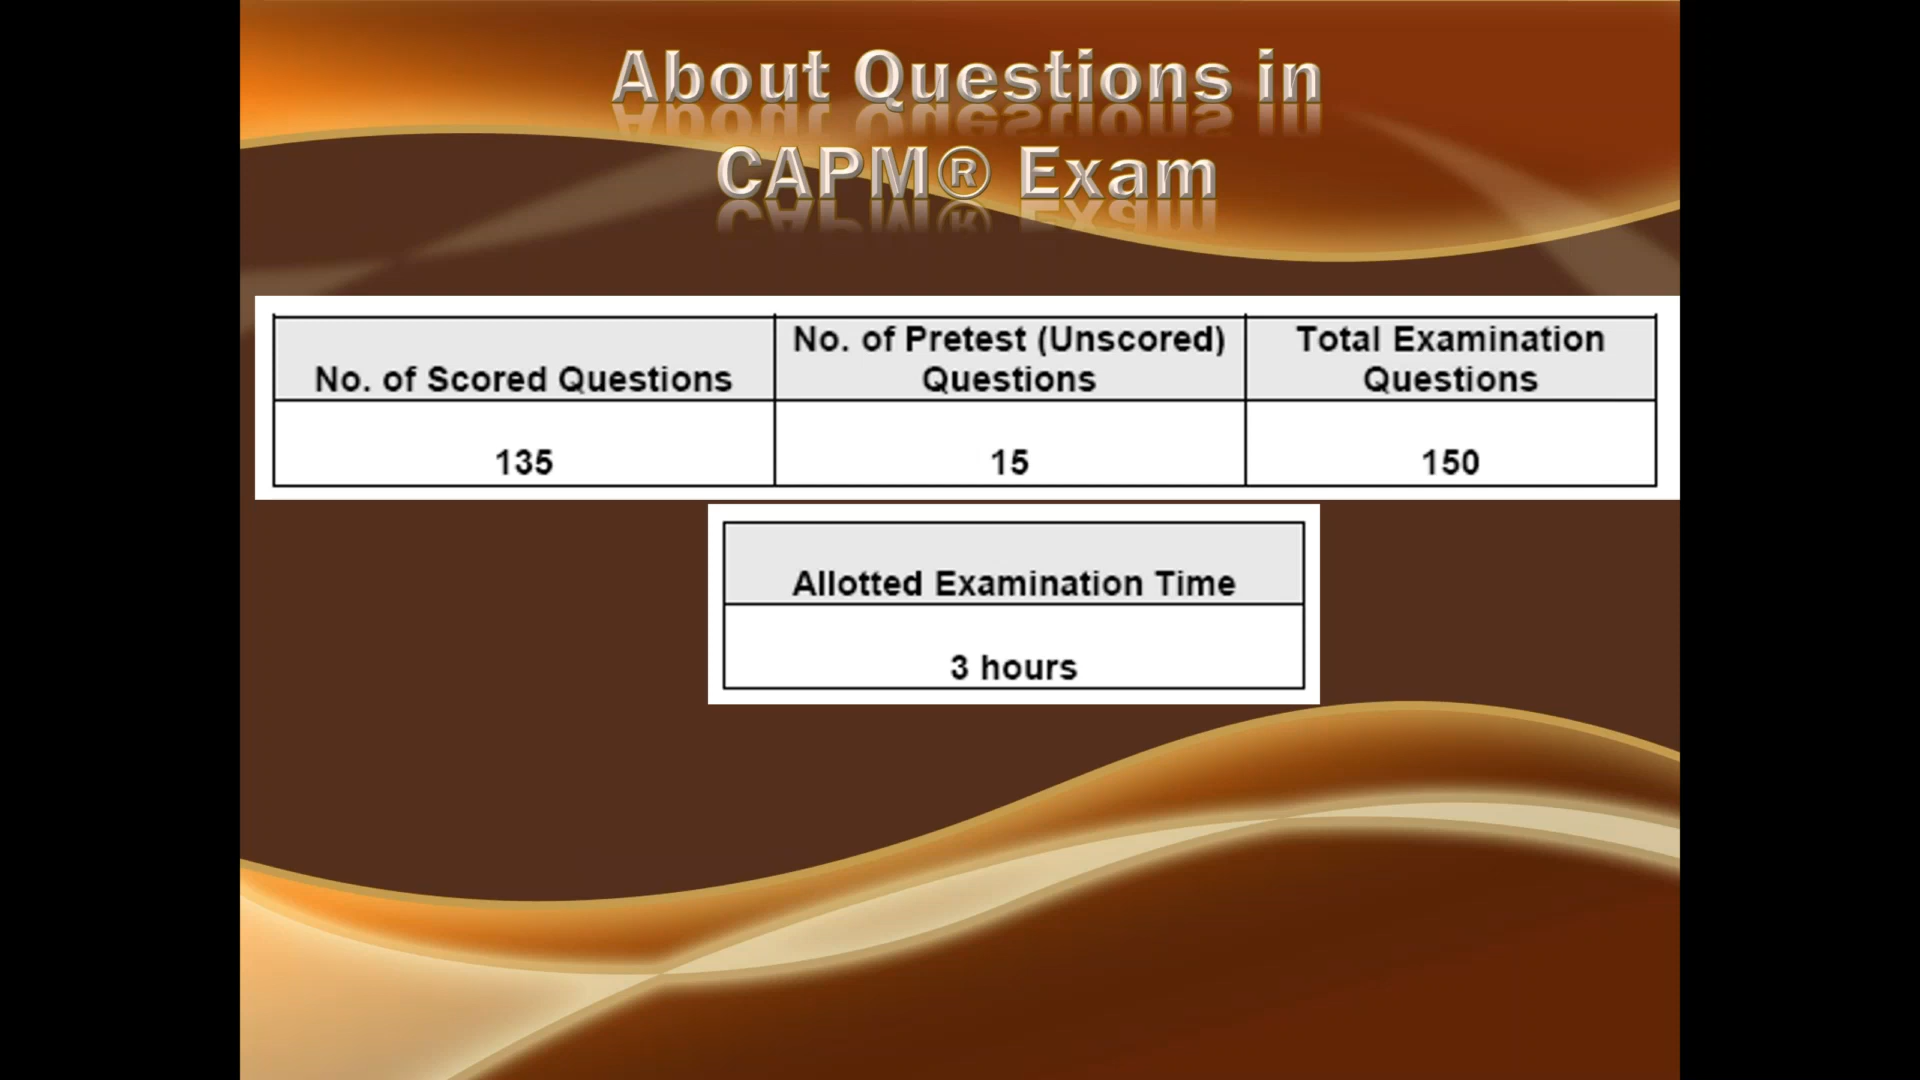 About Questions in
CAPM® Exam
No. of Scored Questions
No. of Pretest (Unscored)
Questions
Total Examination
Questions
135
15
150
Allotted Examination Time
3 hours